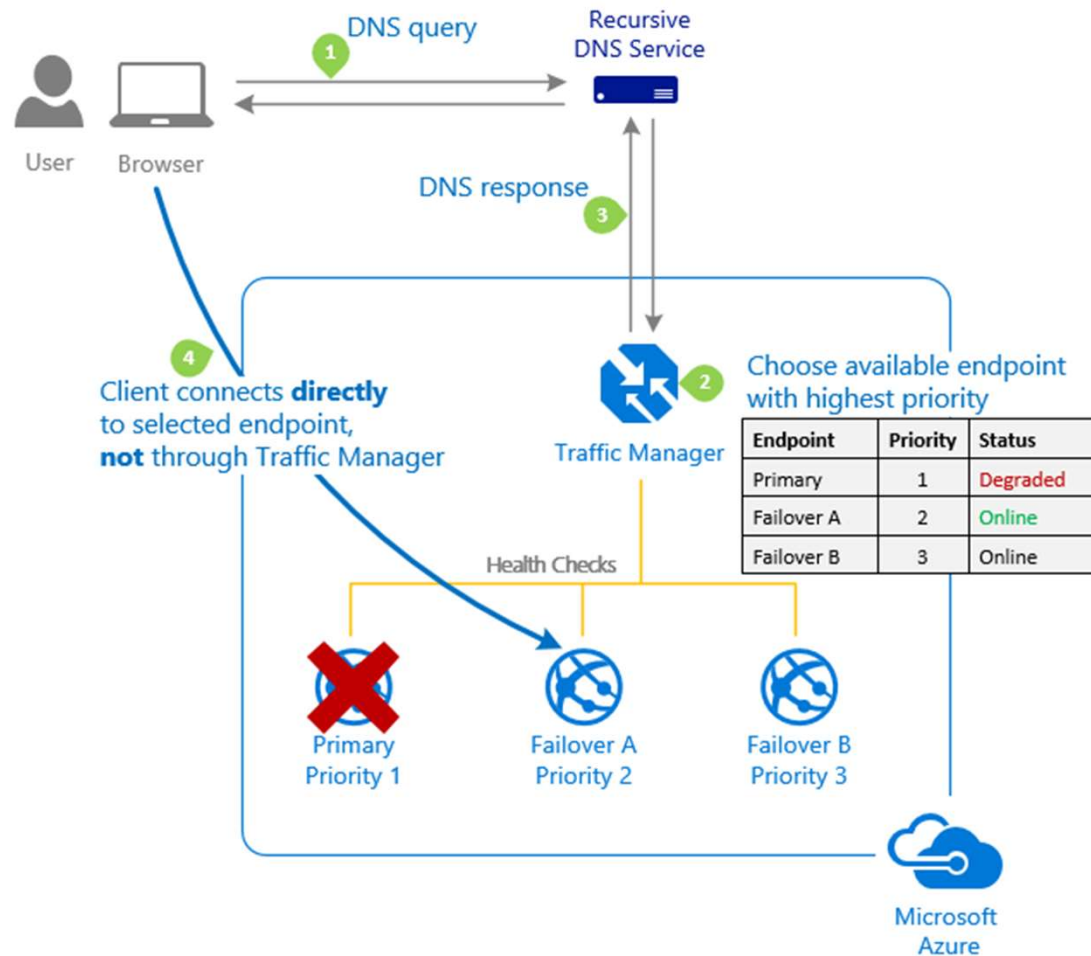 DNS query
1
Recursive
DNS Service
User
Browser
DNS response
3
4
Client connects directly
to selected endpoint,
not through Traffic Manager
2
Traffic Manager
Choose available endpoint
with highest priority
Endpoint Priority Status
Primary 1 Degraded
Failover A 2 Online
Failover B 3 Online
Health Checks
Primary
Priority 1
Failover A
Priority 2
Failover B
Priority 3
Microsoft
Azure